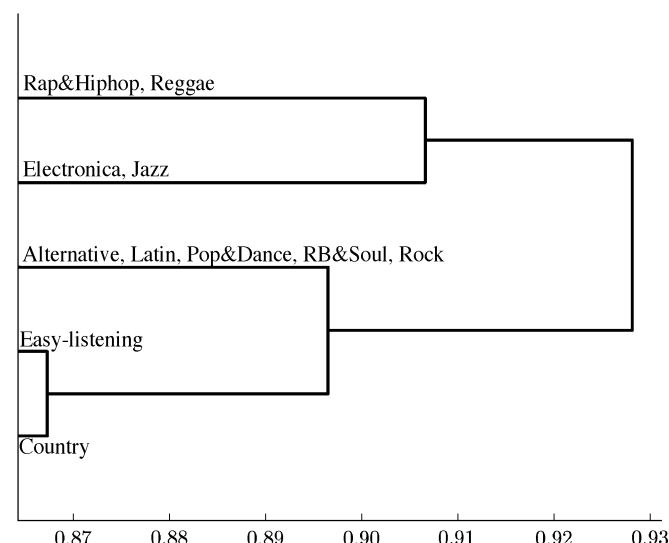 Rap&Hiphop, Reggae
Electronica, Jazz
Alternative, Latin, Pop&Dance, RB&Soul, Rock
Easy-listening
Country
0.87 0.88 0.89 0.90 0.91 0.92 0.93